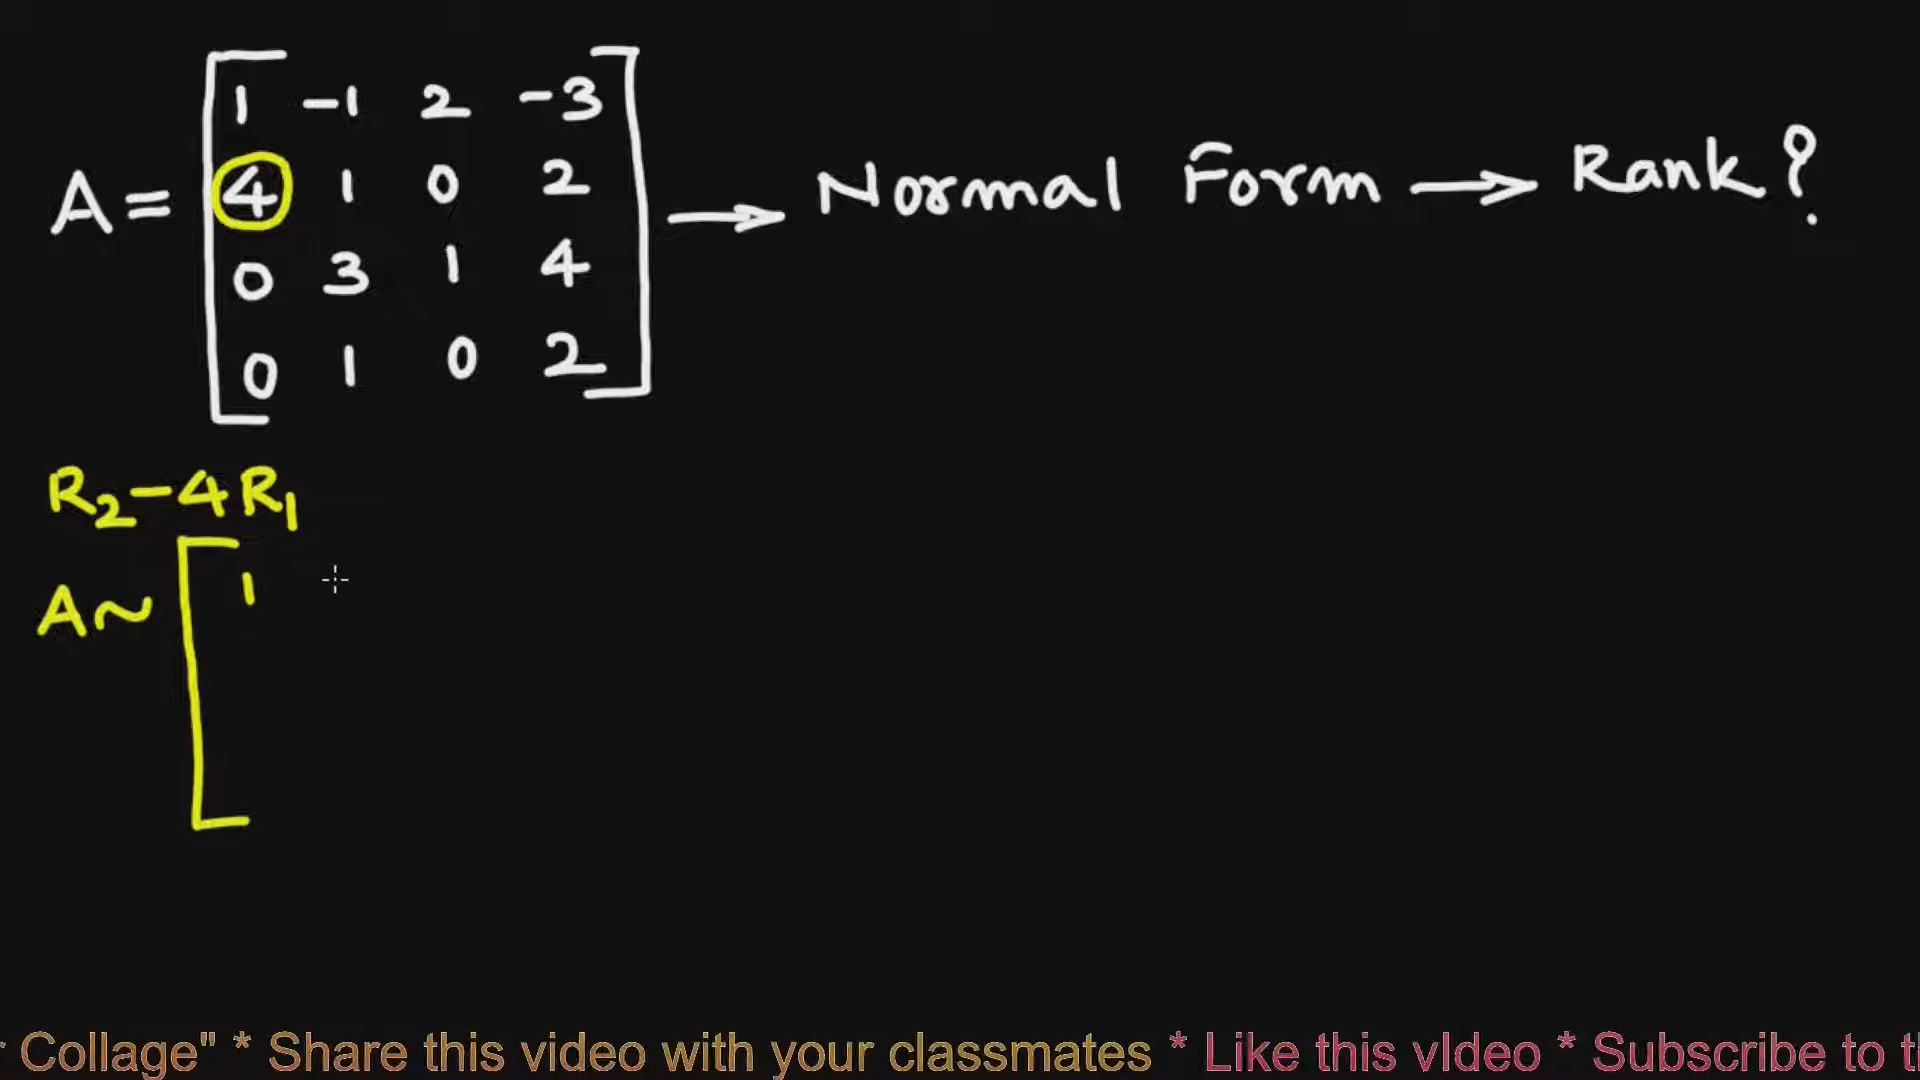 1 -1 2 -3
A = 4 1 0 2 → Normal Form → Rank ?
0 3 1 4
0 1 0 2
R₂ - 4R₁
A ~ 1
Collage" * Share this video with your classmates * Like this vIdeo * Subscribe to